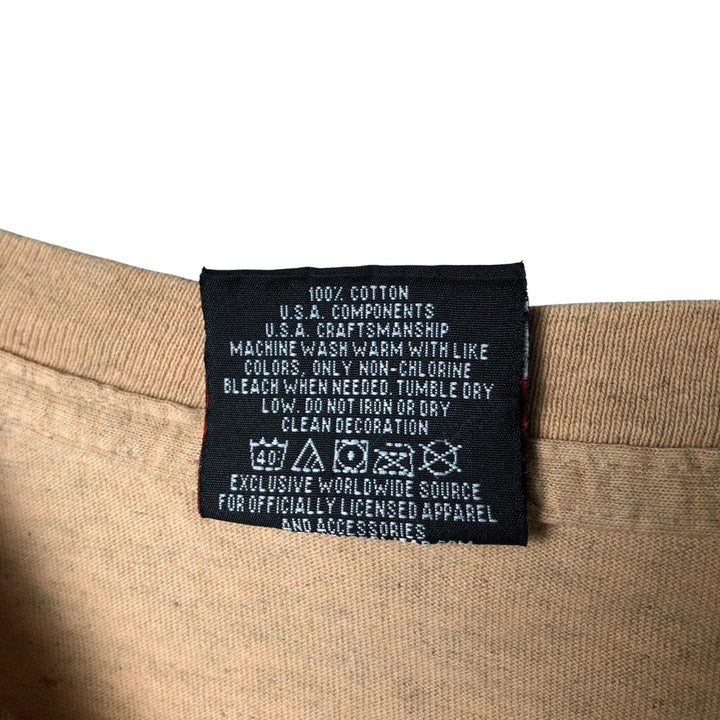 100% COTTON
U.S.A. COMPONENTS
U.S.A. CRAFTSMANSHIP
MACHINE WASH WARM WITH LIKE
COLORS, ONLY NON-CHLORINE
BLEACH WHEN NEEDED. TUMBLE DRY
LOW. DO NOT IRON OR DRY
CLEAN DECORATION
40°
EXCLUSIVE WORLDWIDE SOURCE
FOR OFFICIALLY LICENSED APPAREL
AND ACCESSORIES